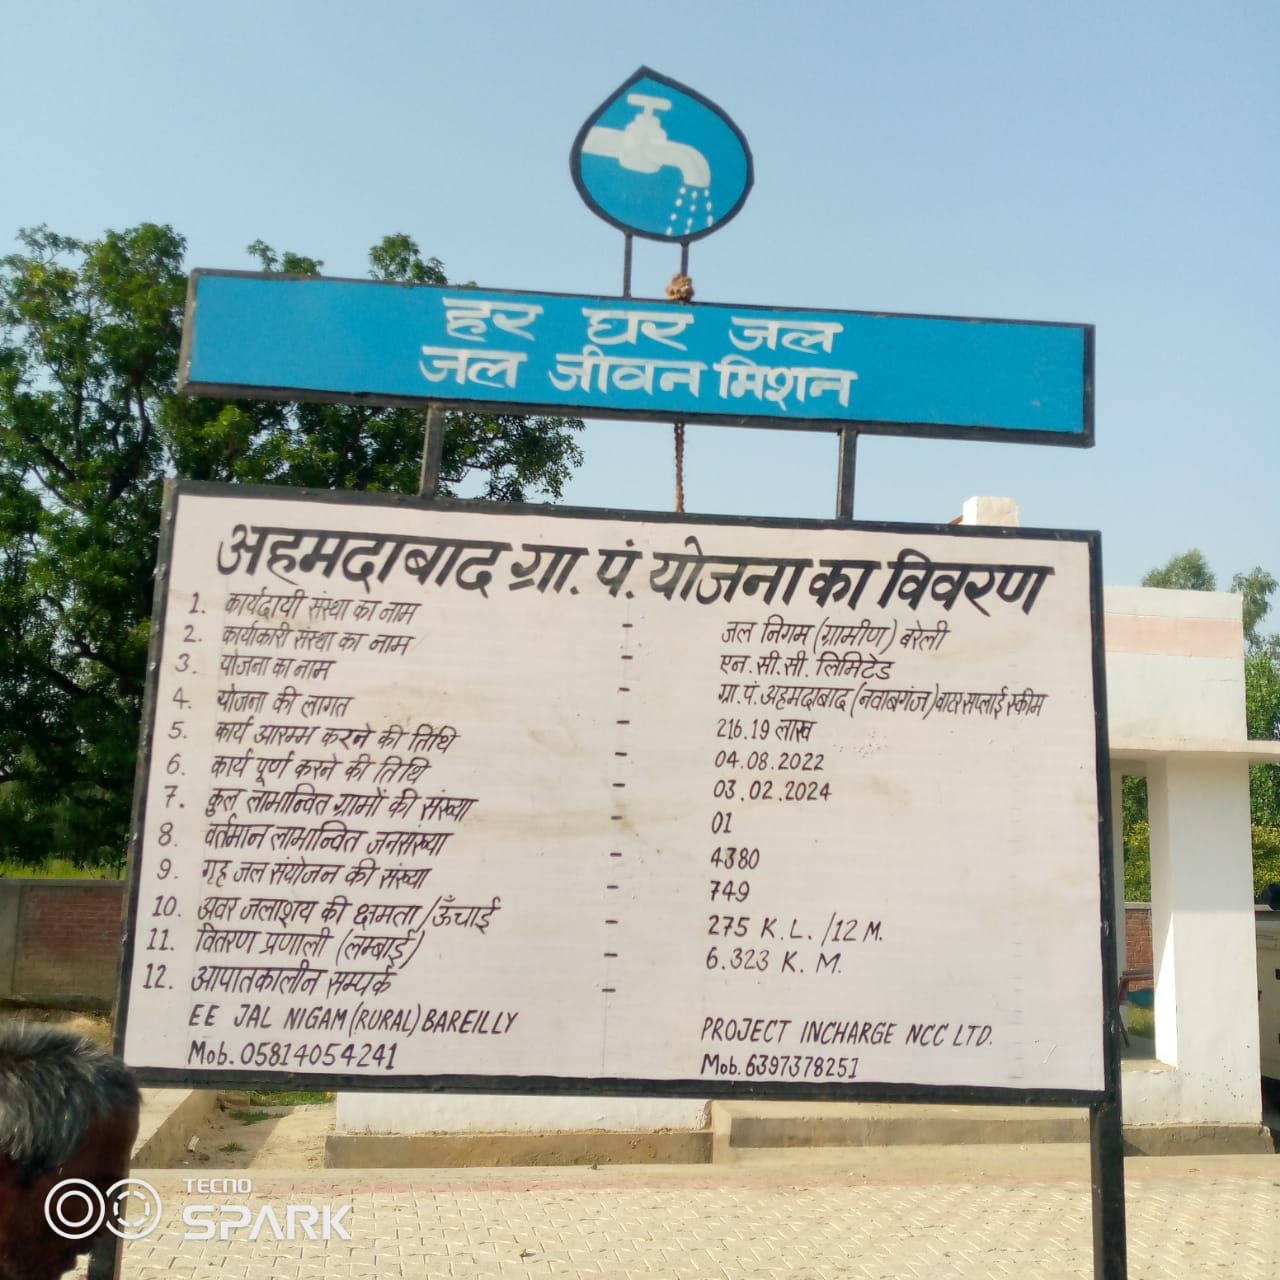 हर घर जल
जल जीवन मिशन
अहमदाबाद ग्रा. पं. योजना का विवरण
1. कार्यदायी संस्था का नाम - जल निगम (ग्रामीण) बरेली
2. कार्यकारी संस्था का नाम - एन. सी. सी. लिमिटेड
3. योजना का नाम - ग्रा. पं. अहमदाबाद (नवाबगंज) वाटर सप्लाई स्कीम
4. योजना की लागत - 216.19 लाख
5. कार्य आरम्भ करने की तिथि - 04.08.2022
6. कार्य पूर्ण करने की तिथि - 03.02.2024
7. कुल लाभान्वित ग्रामों की संख्या - 01
8. वर्तमान लाभान्वित जनसंख्या - 4380
9. गृह जल संयोजन की संख्या - 749
10. अवर जलाशय की क्षमता /ऊँचाई - 275 K. L. /12 M.
11. वितरण प्रणाली (लम्बाई) - 6.323 K. M.
12. आपातकालीन सम्पर्क -
EE JAL NIGAM (RURAL) BAREILLY PROJECT INCHARGE NCC LTD.
Mob. 05814054241 Mob. 6397378251
TECNO
SPARK